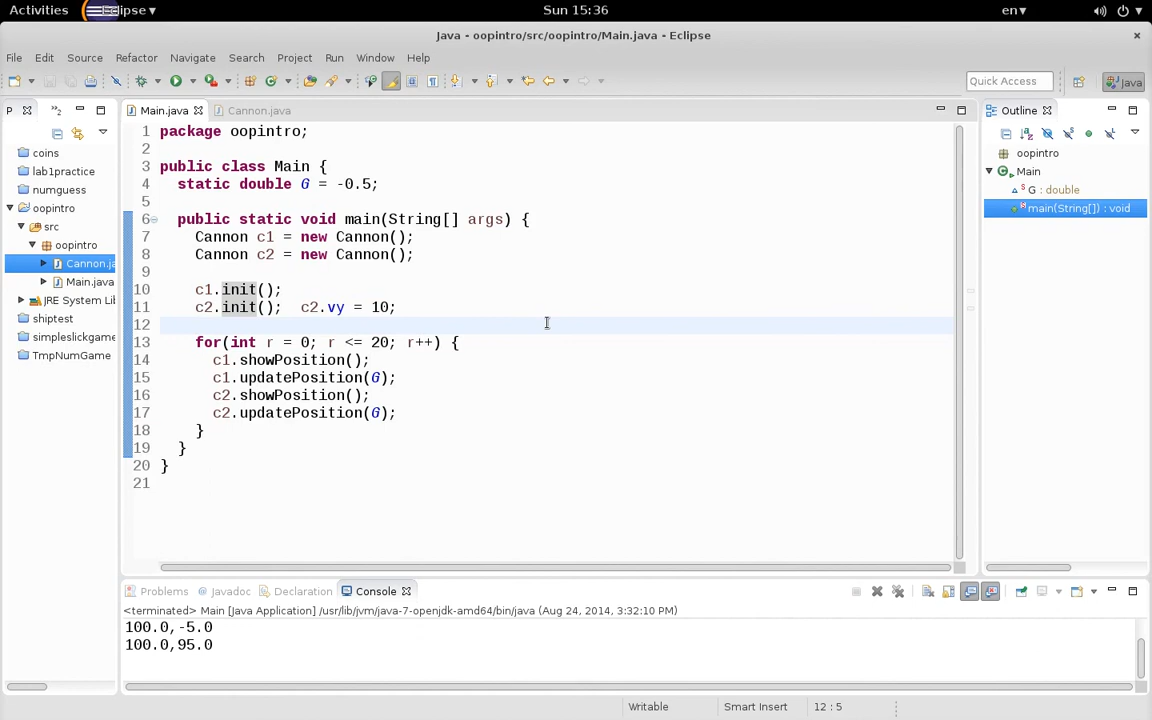 Activities Eclipse ▾ Sun 15:36 en ▾
Java - oopintro/src/oopintro/Main.java - Eclipse ×
File Edit Source Refactor Navigate Search Project Run Window Help
Quick Access Java
P Main.java Cannon.java Outline
coins
lab1practice
numguess
oopintro
src
oopintro
Cannon.ja
Main.java
JRE System Lib
shiptest
simpleslickgame
TmpNumGame
1 package oopintro;
2
3 public class Main {
4 static double G = -0.5;
5
6 public static void main(String[] args) {
7 Cannon c1 = new Cannon();
8 Cannon c2 = new Cannon();
9
10 c1.init();
11 c2.init(); c2.vy = 10;
12
13 for(int r = 0; r <= 20; r++) {
14 c1.showPosition();
15 c1.updatePosition(G);
16 c2.showPosition();
17 c2.updatePosition(G);
18 }
19 }
20 }
21
oopintro
Main
G : double
main(String[]) : void
Problems Javadoc Declaration Console
<terminated> Main [Java Application] /usr/lib/jvm/java-7-openjdk-amd64/bin/java (Aug 24, 2014, 3:32:10 PM)
100.0,-5.0
100.0,95.0
Writable Smart Insert 12 : 5